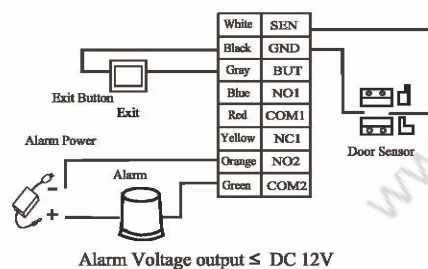 White SEN
Black GND
Gray BUT
Blue NO1
Red COM1
Yellow NC1
Orange NO2
Green COM2
Exit Button
Exit
Alarm Power
Alarm
Door Sensor
-
+
www
Alarm Voltage output ≤ DC 12V